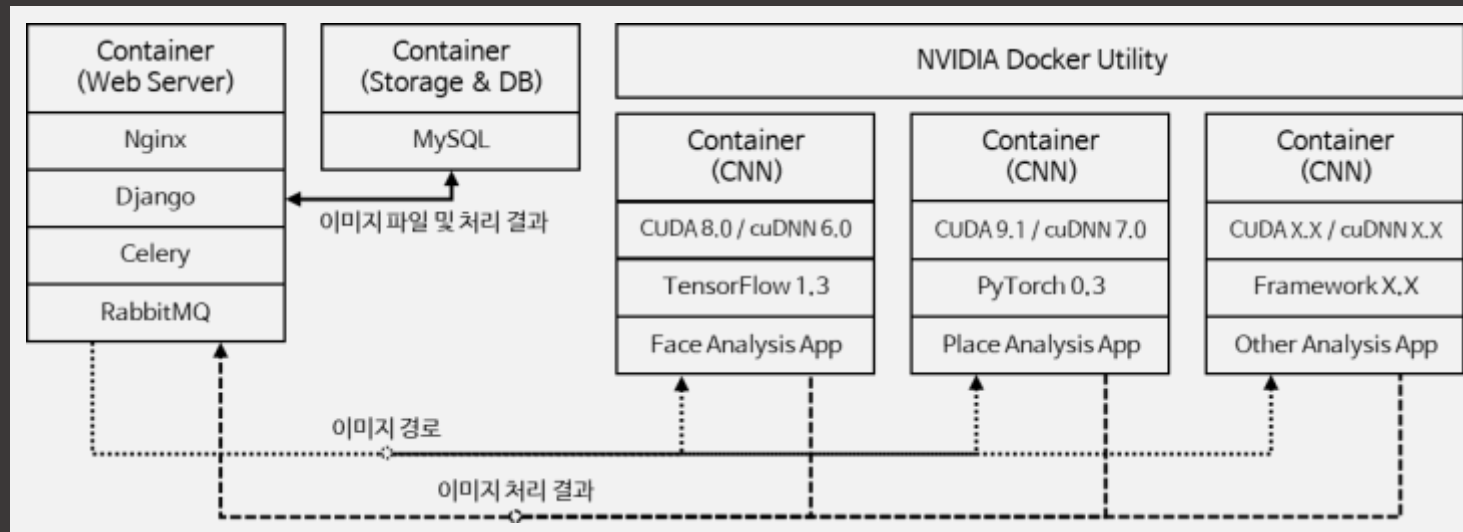 Container
(Web Server)
Nginx
Django
Celery
RabbitMQ
Container
(Storage & DB)
MySQL
이미지 파일 및 처리 결과
NVIDIA Docker Utility
Container
(CNN)
CUDA 8.0 / cuDNN 6.0
TensorFlow 1.3
Face Analysis App
Container
(CNN)
CUDA 9.1 / cuDNN 7.0
PyTorch 0.3
Place Analysis App
Container
(CNN)
CUDA X.X / cuDNN X.X
Framework X.X
Other Analysis App
이미지 경로
이미지 처리 결과